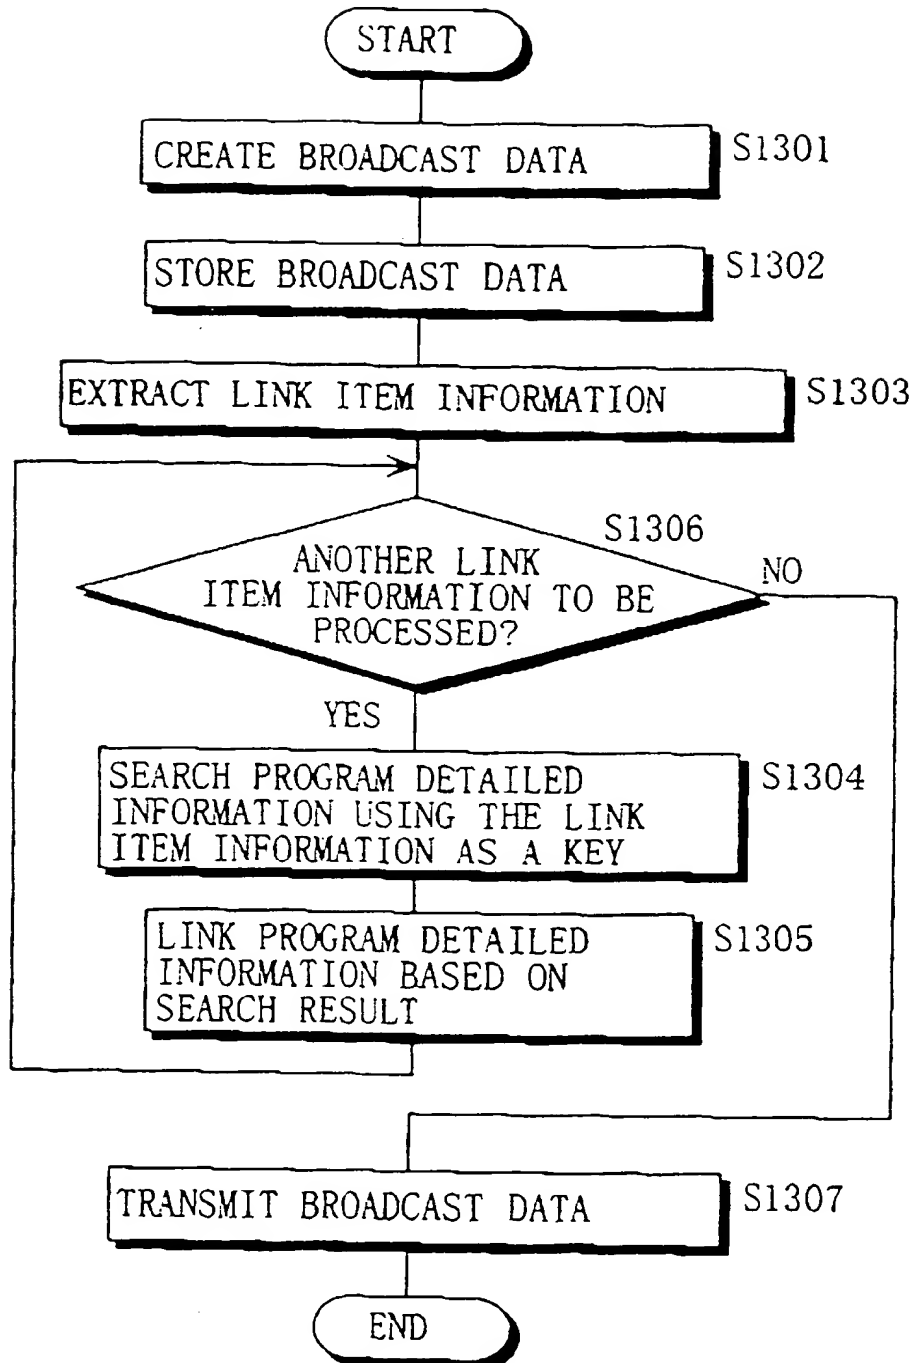 START
CREATE BROADCAST DATA
S1301
STORE BROADCAST DATA
S1302
EXTRACT LINK ITEM INFORMATION
S1303
S1306
ANOTHER LINK
ITEM INFORMATION TO BE
PROCESSED?
NO
YES
SEARCH PROGRAM DETAILED
INFORMATION USING THE LINK
ITEM INFORMATION AS A KEY
S1304
LINK PROGRAM DETAILED
INFORMATION BASED ON
SEARCH RESULT
S1305
TRANSMIT BROADCAST DATA
S1307
END